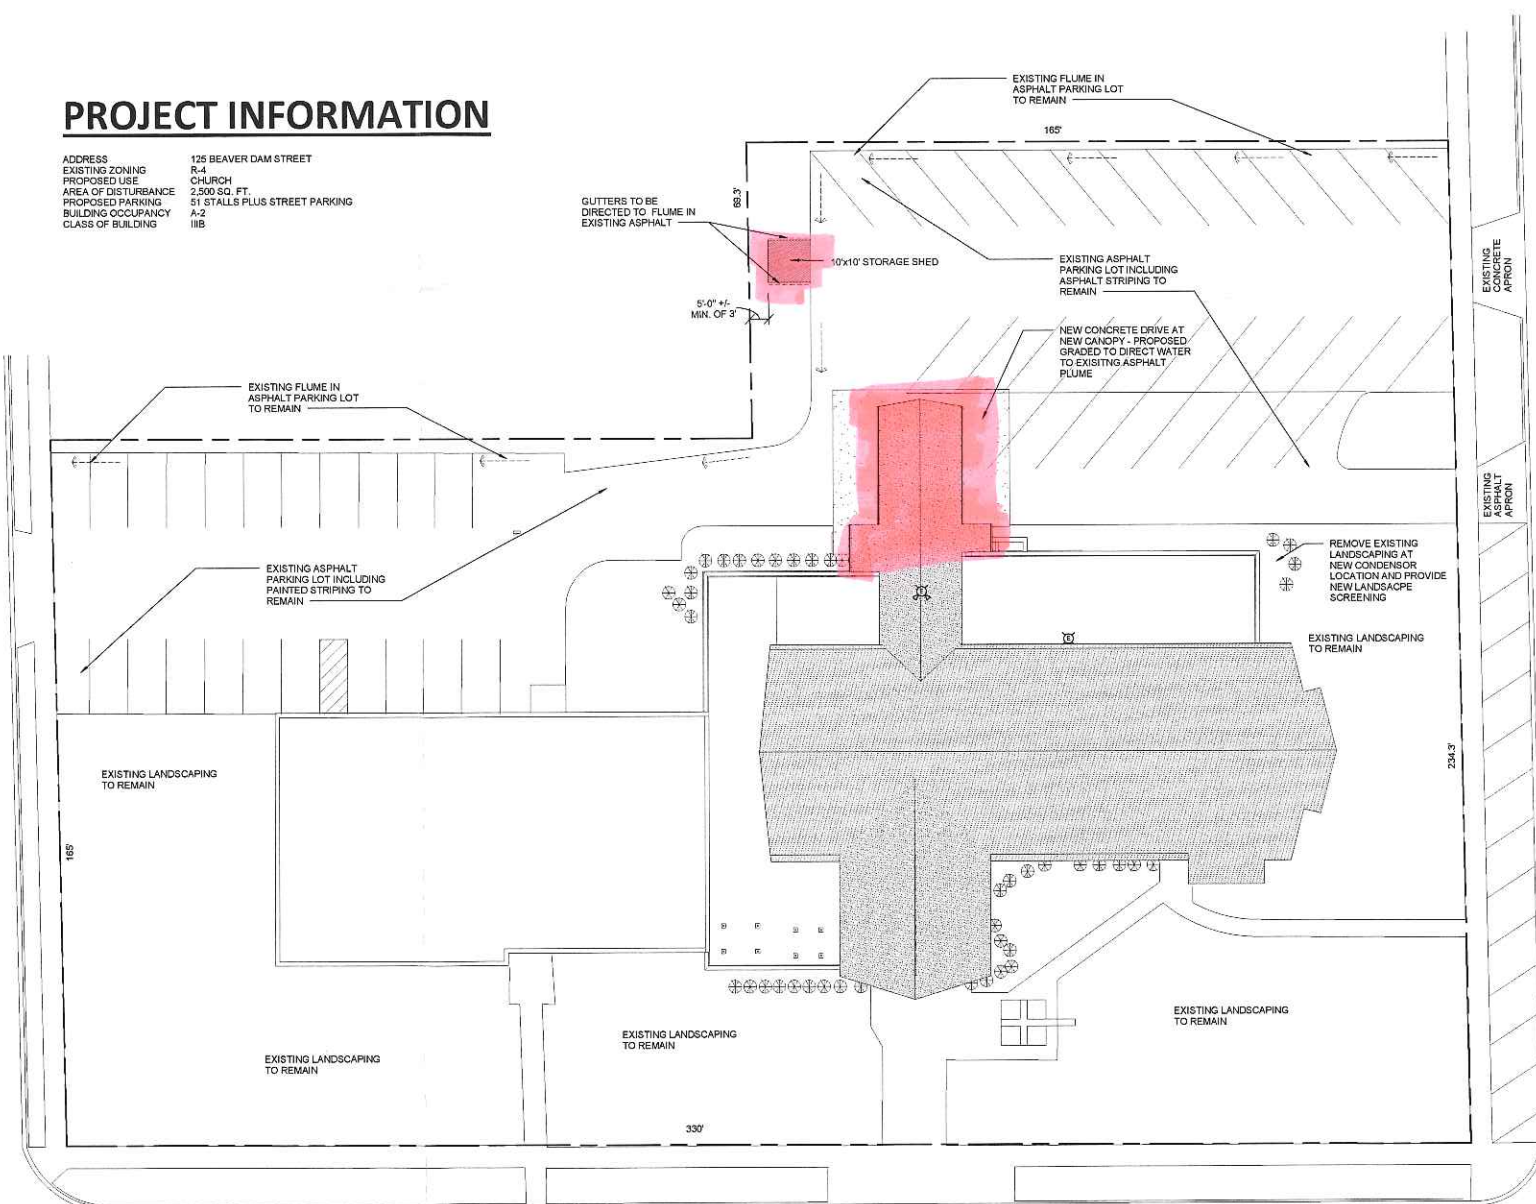 PROJECT INFORMATION
ADDRESS 125 BEAVER DAM STREET
EXISTING ZONING R-4
PROPOSED USE CHURCH
AREA OF DISTURBANCE 2,500 SQ. FT.
PROPOSED PARKING 51 STALLS PLUS STREET PARKING
BUILDING OCCUPANCY A-2
CLASS OF BUILDING IIIB
EXISTING FLUME IN
ASPHALT PARKING LOT
TO REMAIN
165'
69.3'
GUTTERS TO BE
DIRECTED TO FLUME IN
EXISTING ASPHALT
10'x10' STORAGE SHED
5'-0" +/-
MIN. OF 3'
EXISTING ASPHALT
PARKING LOT INCLUDING
ASPHALT STRIPING TO
REMAIN
EXISTING
CONCRETE
APRON
NEW CONCRETE DRIVE AT
NEW CANOPY - PROPOSED
GRADED TO DIRECT WATER
TO EXISITNG ASPHALT
PLUME
EXISTING FLUME IN
ASPHALT PARKING LOT
TO REMAIN
EXISTING
ASPHALT
APRON
EXISTING ASPHALT
PARKING LOT INCLUDING
PAINTED STRIPING TO
REMAIN
REMOVE EXISTING
LANDSCAPING AT
NEW CONDENSOR
LOCATION AND PROVIDE
NEW LANDSACPE
SCREENING
E
E
EXISTING LANDSCAPING
TO REMAIN
234.3'
EXISTING LANDSCAPING
TO REMAIN
165'
EXISTING LANDSCAPING
TO REMAIN
EXISTING LANDSCAPING
TO REMAIN
EXISTING LANDSCAPING
TO REMAIN
330'